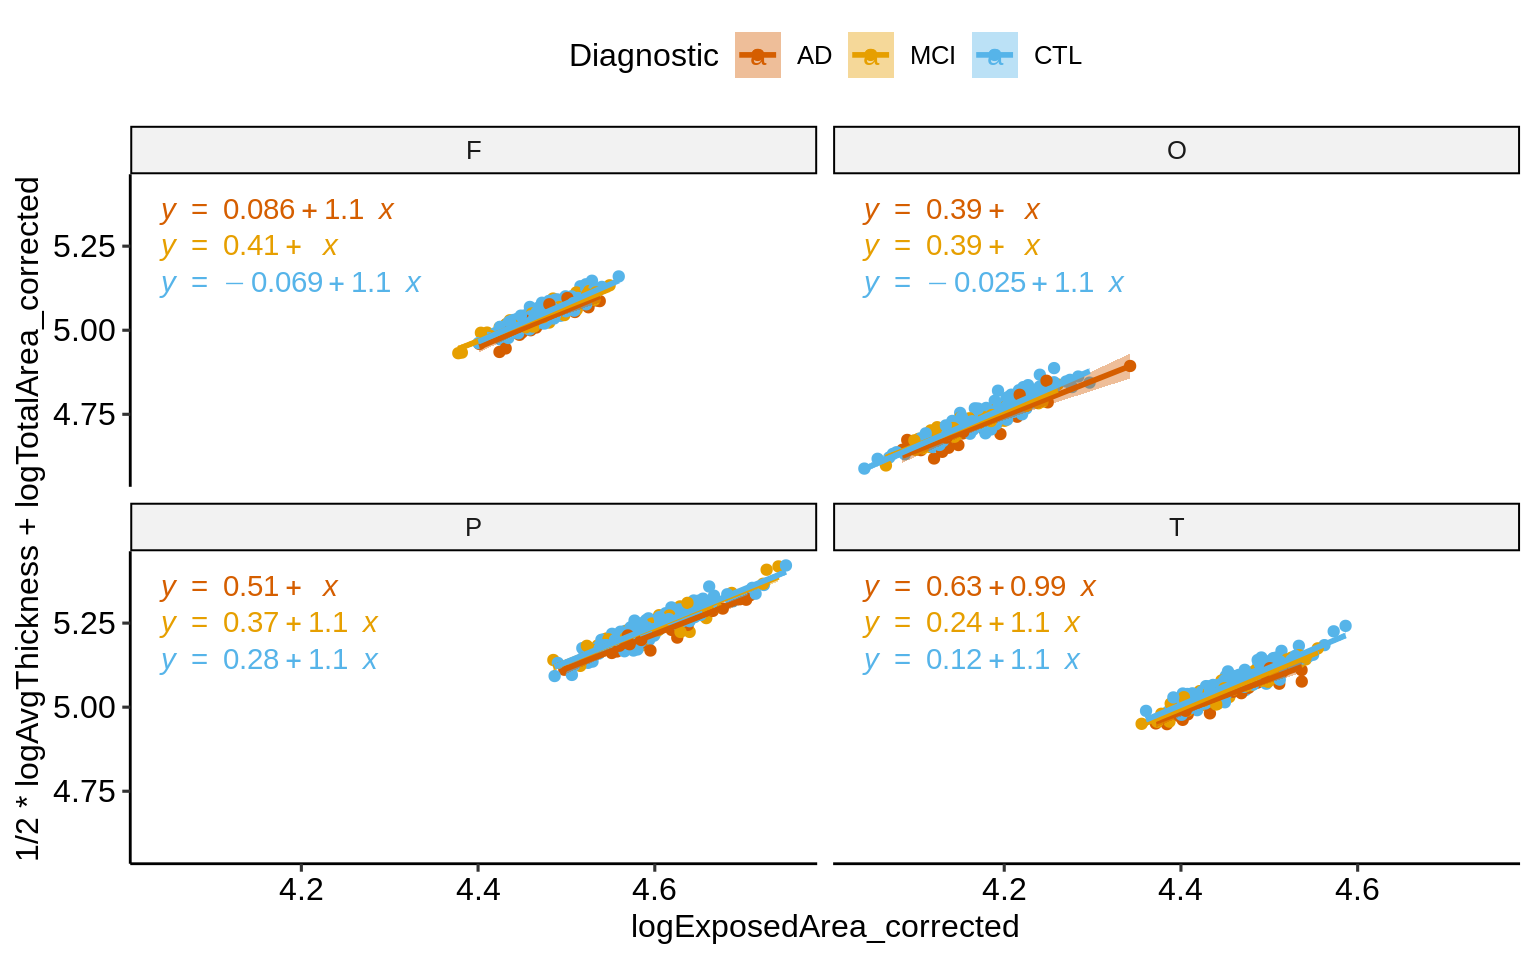 Diagnostic a AD a MCI a CTL
F
O
y = 0.086 + 1.1 x
y = 0.41 + x
y = − 0.069 + 1.1 x
y = 0.39 + x
y = 0.39 + x
y = − 0.025 + 1.1 x
5.25
5.00
4.75
P
T
y = 0.51 + x
y = 0.37 + 1.1 x
y = 0.28 + 1.1 x
y = 0.63 + 0.99 x
y = 0.24 + 1.1 x
y = 0.12 + 1.1 x
5.25
5.00
4.75
1/2 * logAvgThickness + logTotalArea_corrected
4.2 4.4 4.6 4.2 4.4 4.6
logExposedArea_corrected